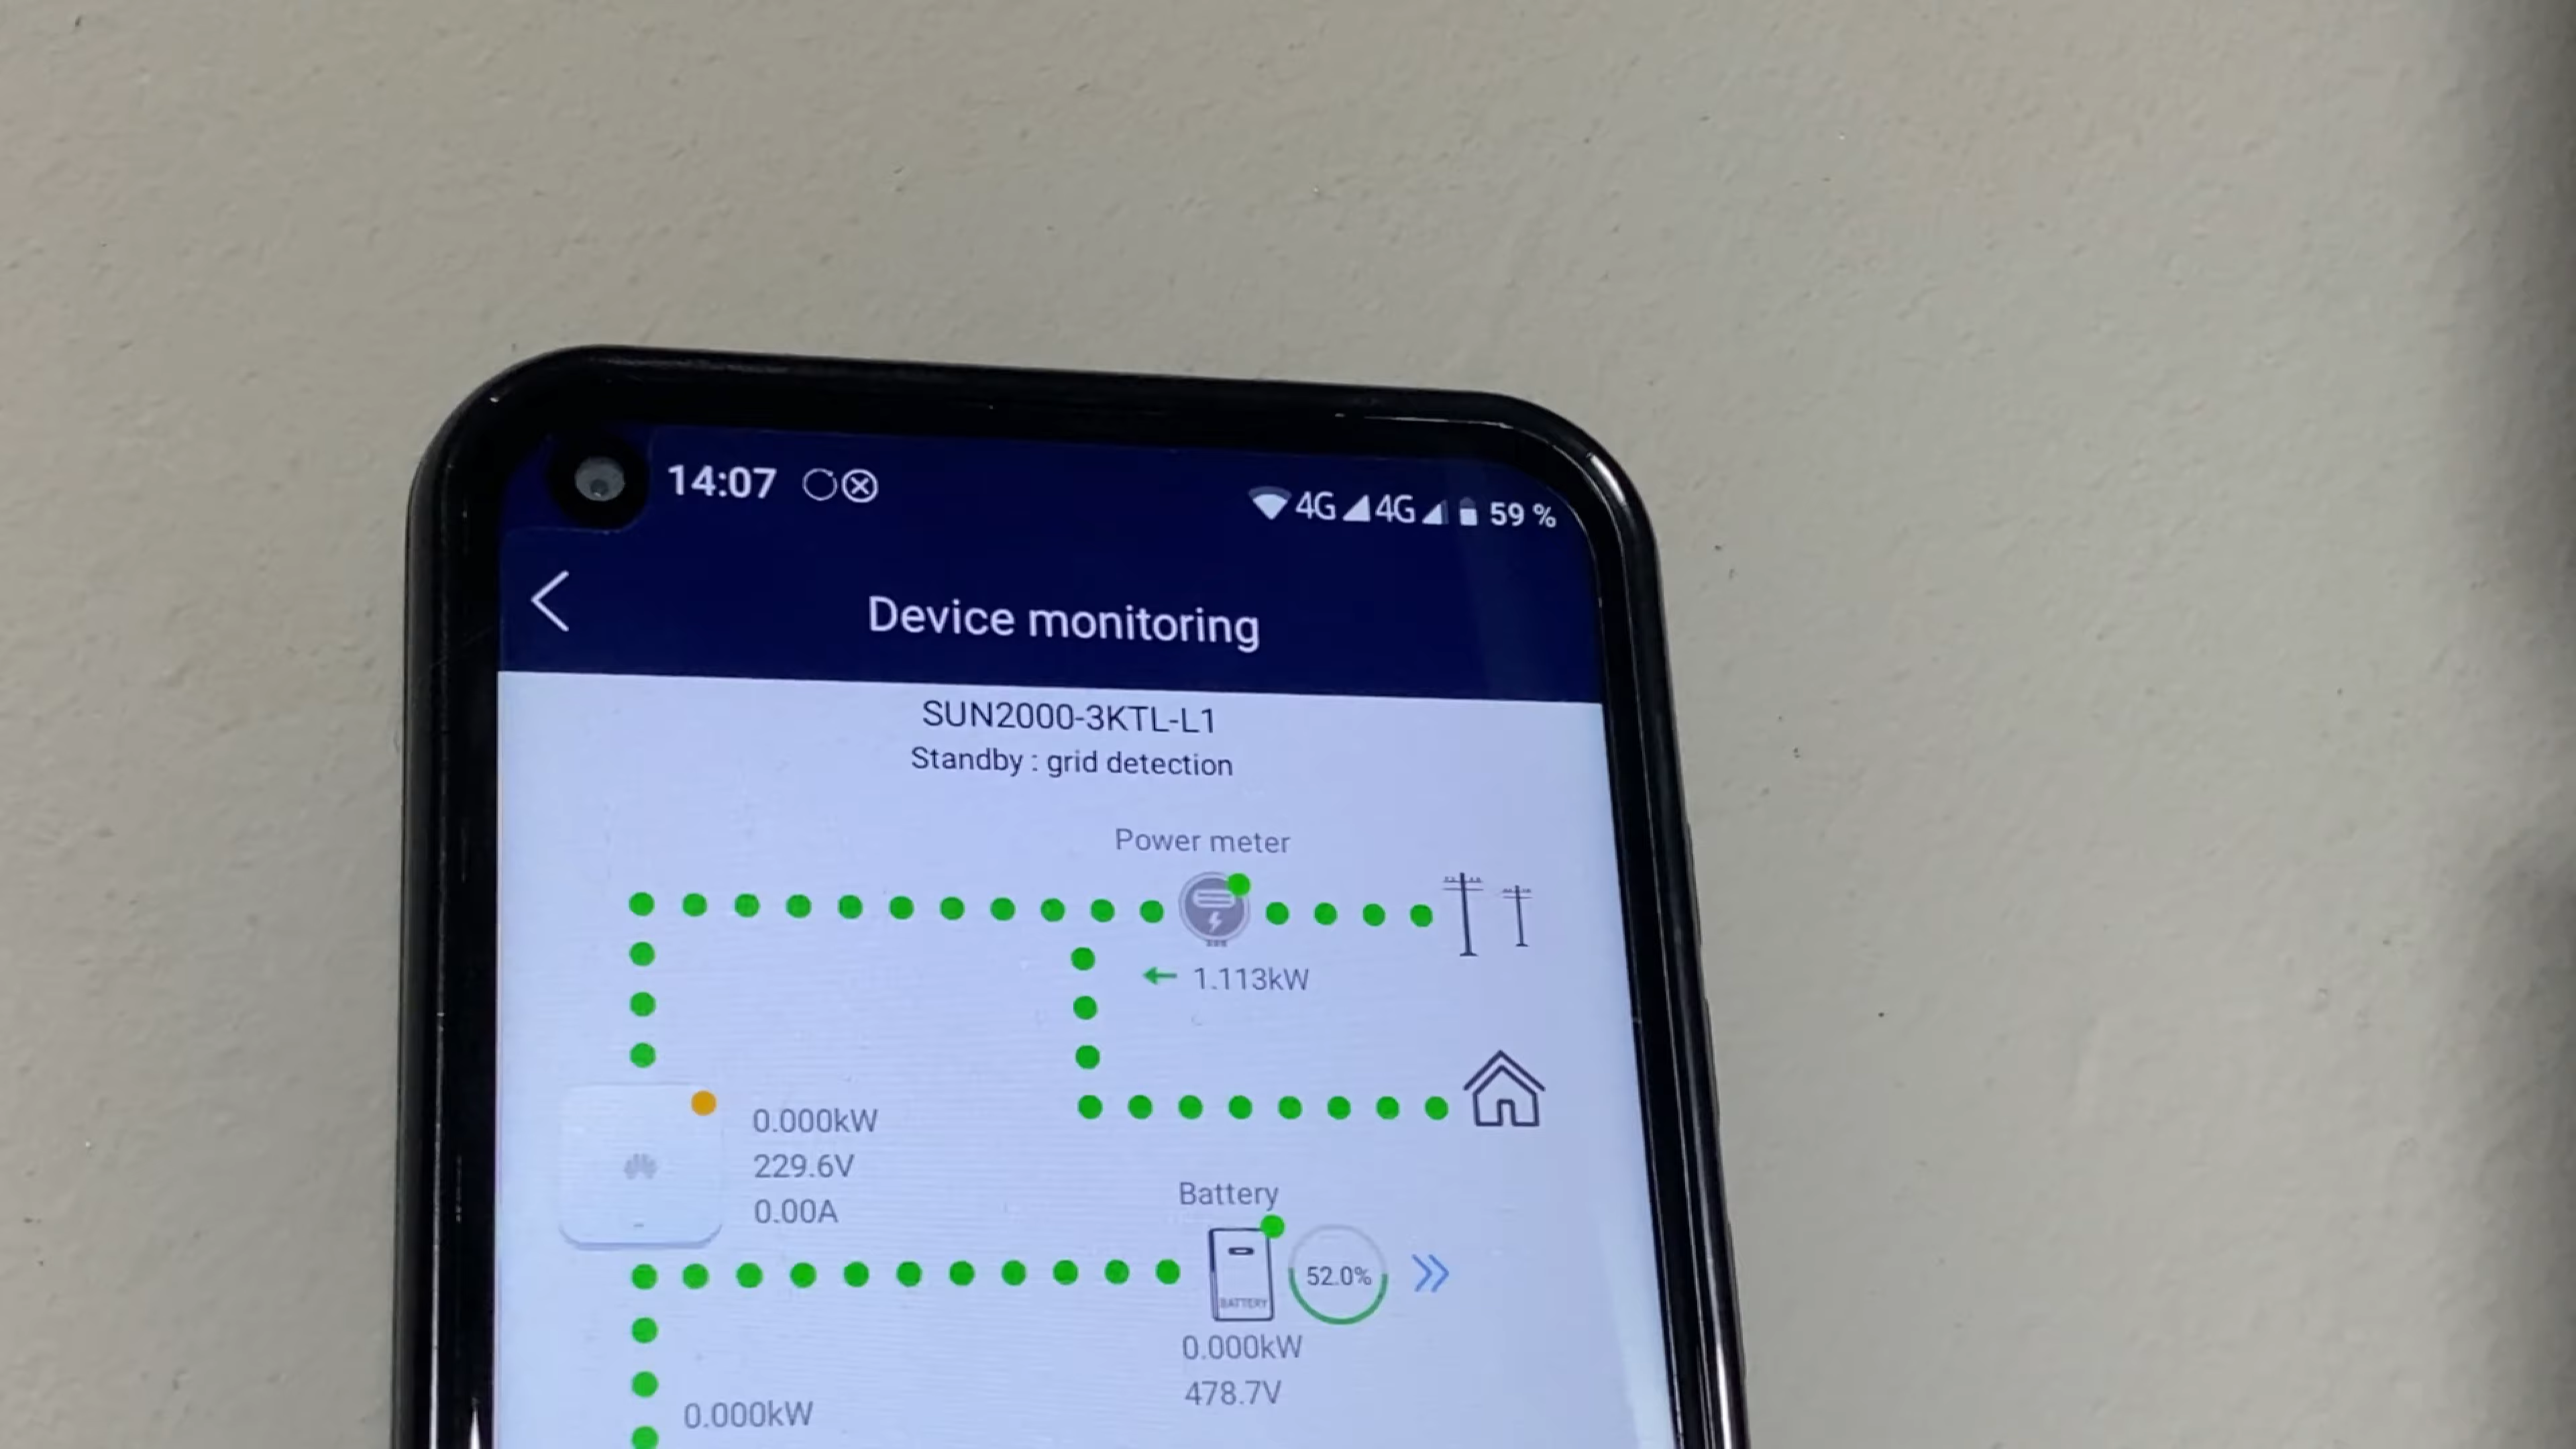 14:07
4G 4G 59 %
Device monitoring
SUN2000-3KTL-L1
Standby : grid detection
Power meter
1.113kW
0.000kW
229.6V
0.00A
Battery
BATTERY
52.0%
0.000kW
478.7V
0.000kW